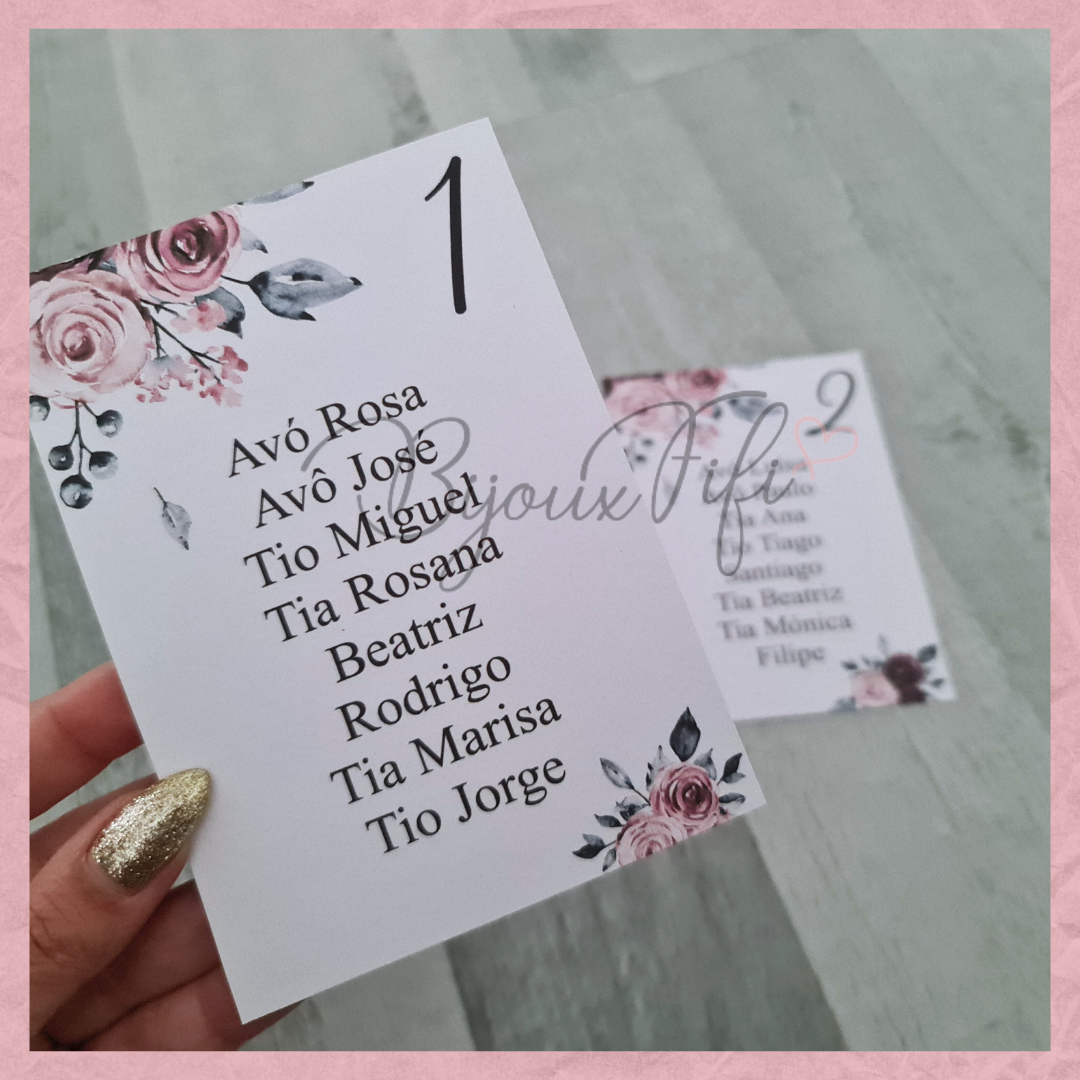 1
Avó Rosa
Avô José
Tio Miguel
Tia Rosana
Beatriz
Rodrigo
Tia Marisa
Tio Jorge
Bijoux Fifi
2
Tia Ana
Tio Tiago
Santiago
Tia Beatriz
Tia Mónica
Filipe